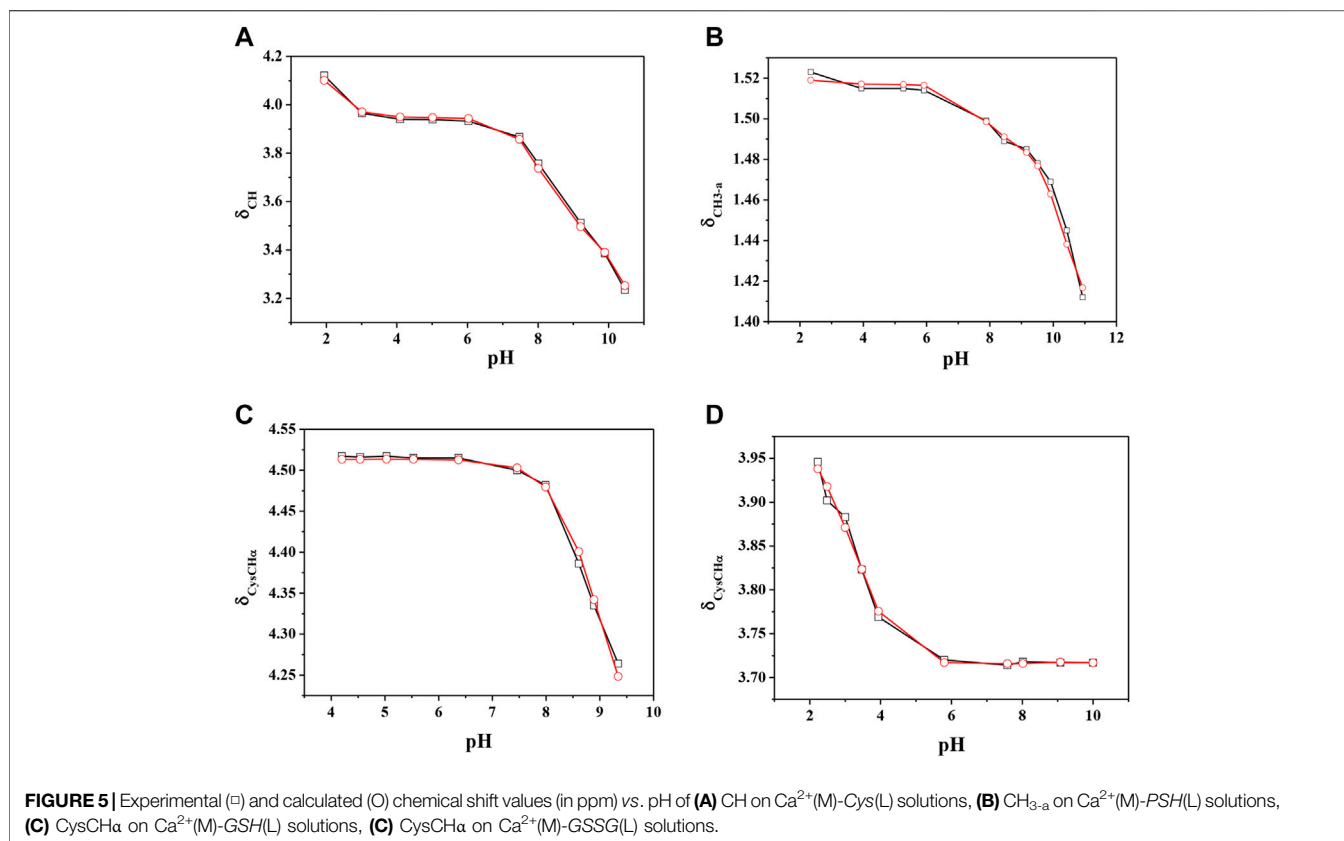 A
4.2
4.0
3.8
3.6
3.4
3.2
δCH
2 4 6 8 10
pH
B
1.52
1.50
1.48
1.46
1.44
1.42
1.40
δCH3-a
2 4 6 8 10 12
pH
C
4.55
4.50
4.45
4.40
4.35
4.30
4.25
δCysCHα
4 5 6 7 8 9 10
pH
D
3.95
3.90
3.85
3.80
3.75
3.70
δCysCHα
2 4 6 8 10
pH
FIGURE 5 | Experimental (□) and calculated (O) chemical shift values (in ppm) vs. pH of (A) CH on Ca²⁺(M)-Cys(L) solutions, (B) CH₃₋ₐ on Ca²⁺(M)-PSH(L) solutions,
(C) CysCHα on Ca²⁺(M)-GSH(L) solutions, (C) CysCHα on Ca²⁺(M)-GSSG(L) solutions.